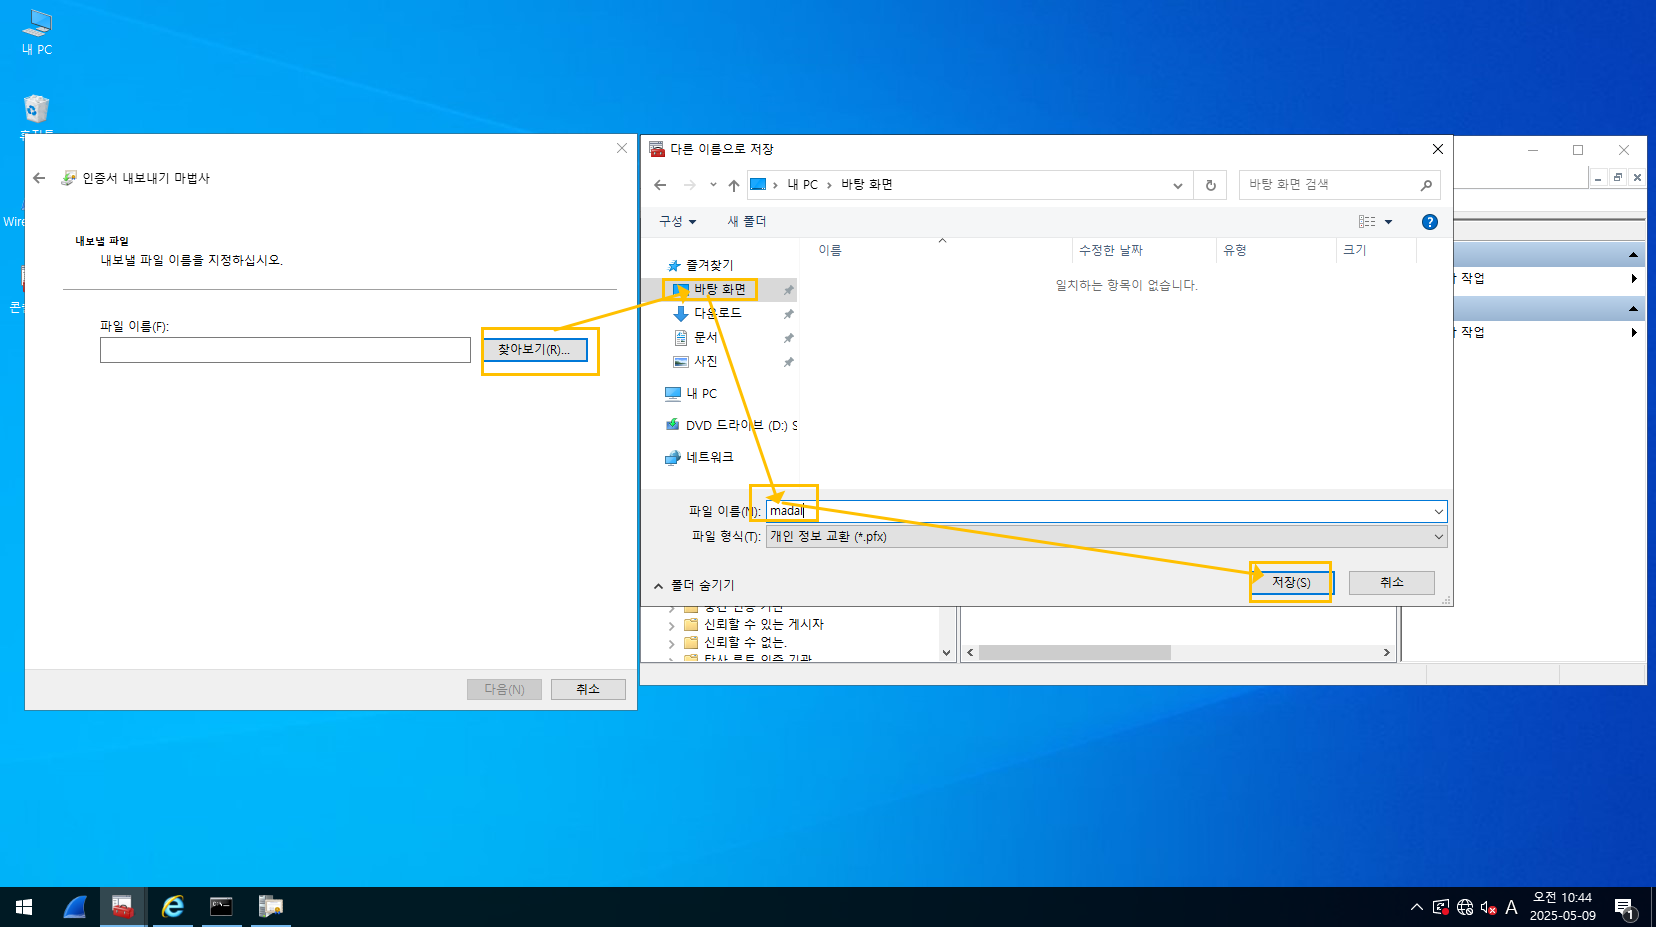 내 PC
인증서 내보내기 마법사
내보낼 파일
내보낼 파일 이름을 지정하십시오.
파일 이름(F):
찾아보기(R)...
다음(N)
취소
다른 이름으로 저장
내 PC
바탕 화면
바탕 화면 검색
구성
새 폴더
이름
수정한 날짜
유형
크기
일치하는 항목이 없습니다.
즐겨찾기
바탕 화면
다운로드
문서
사진
내 PC
DVD 드라이브 (D:) S
네트워크
파일 이름(N):
madal
파일 형식(T):
개인 정보 교환 (*.pfx)
폴더 숨기기
저장(S)
취소
작업
작업
신뢰할 수 있는 게시자
신뢰할 수 없는.
A
오전 10:44
2025-05-09
1